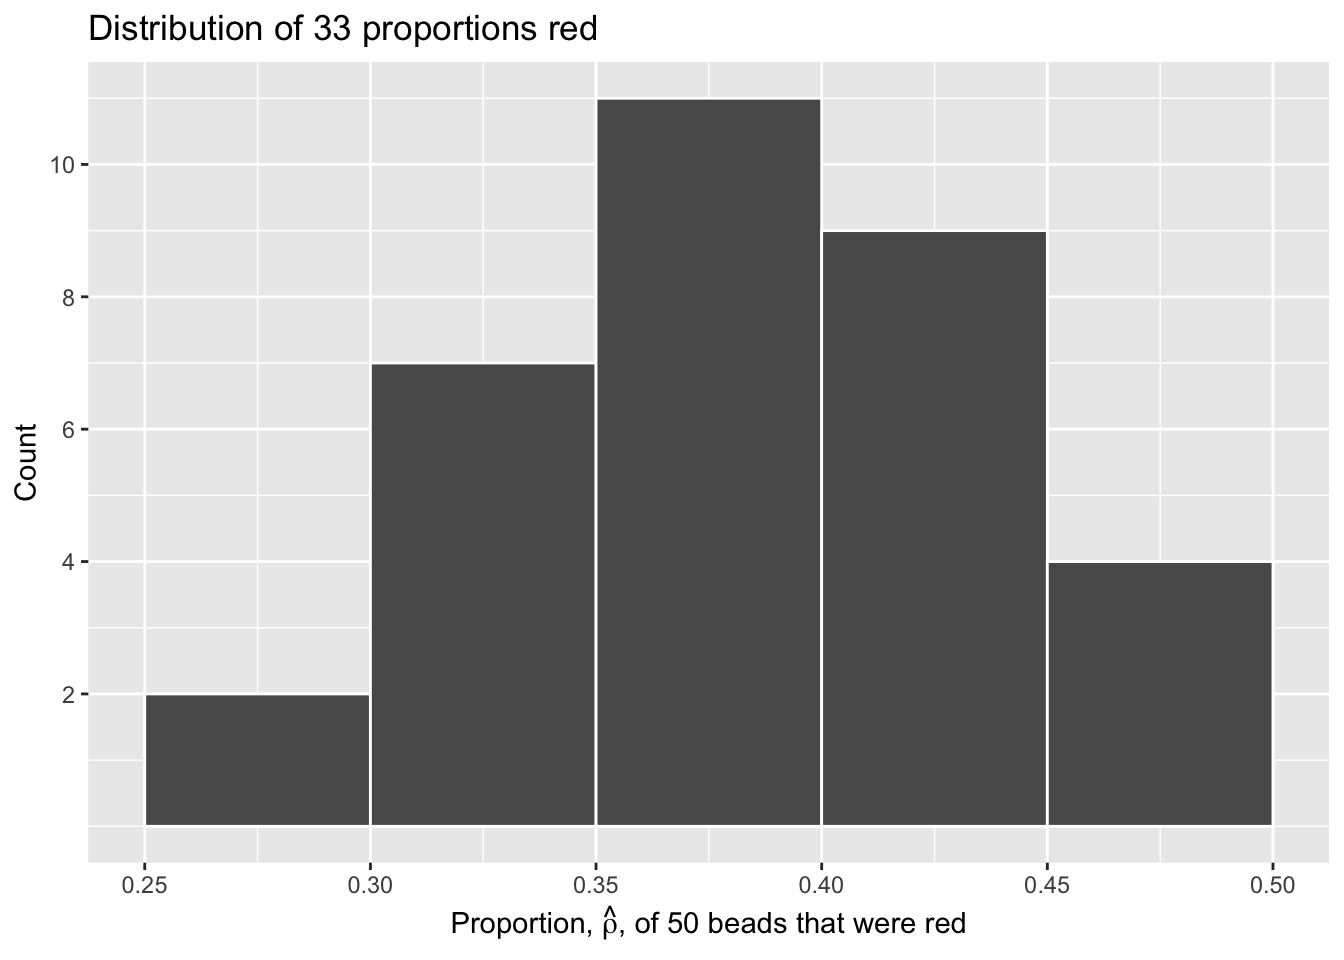 Distribution of 33 proportions red
10
8
6
4
2
Count
0.25 0.30 0.35 0.40 0.45 0.50
Proportion, ρ̂, of 50 beads that were red